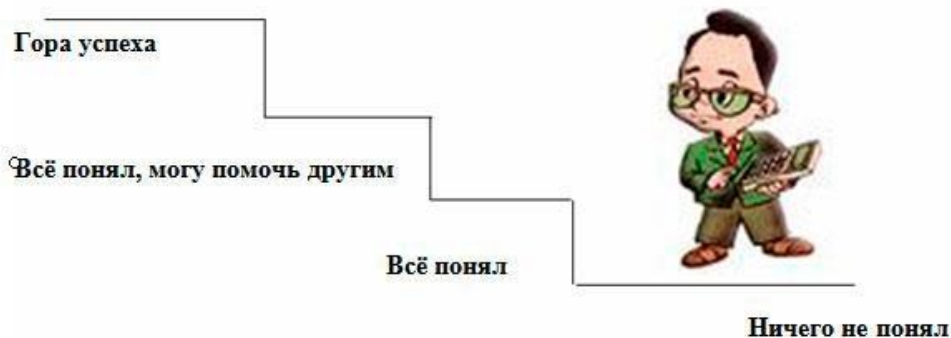 Гора успеха
Всё понял, могу помочь другим
Всё понял
Ничего не понял